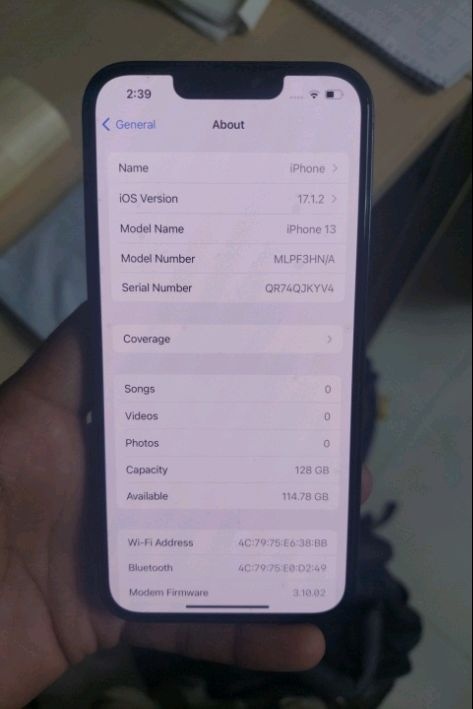 2:39
General
About
Name iPhone
iOS Version 17.1.2
Model Name iPhone 13
Model Number MLPF3HN/A
Serial Number QR74QJKYV4
Coverage
Songs 0
Videos 0
Photos 0
Capacity 128 GB
Available 114.78 GB
Wi-Fi Address 4C:79:75:E6:38:BB
Bluetooth 4C:79:75:E0:D2:49
Modem Firmware 3.10.02